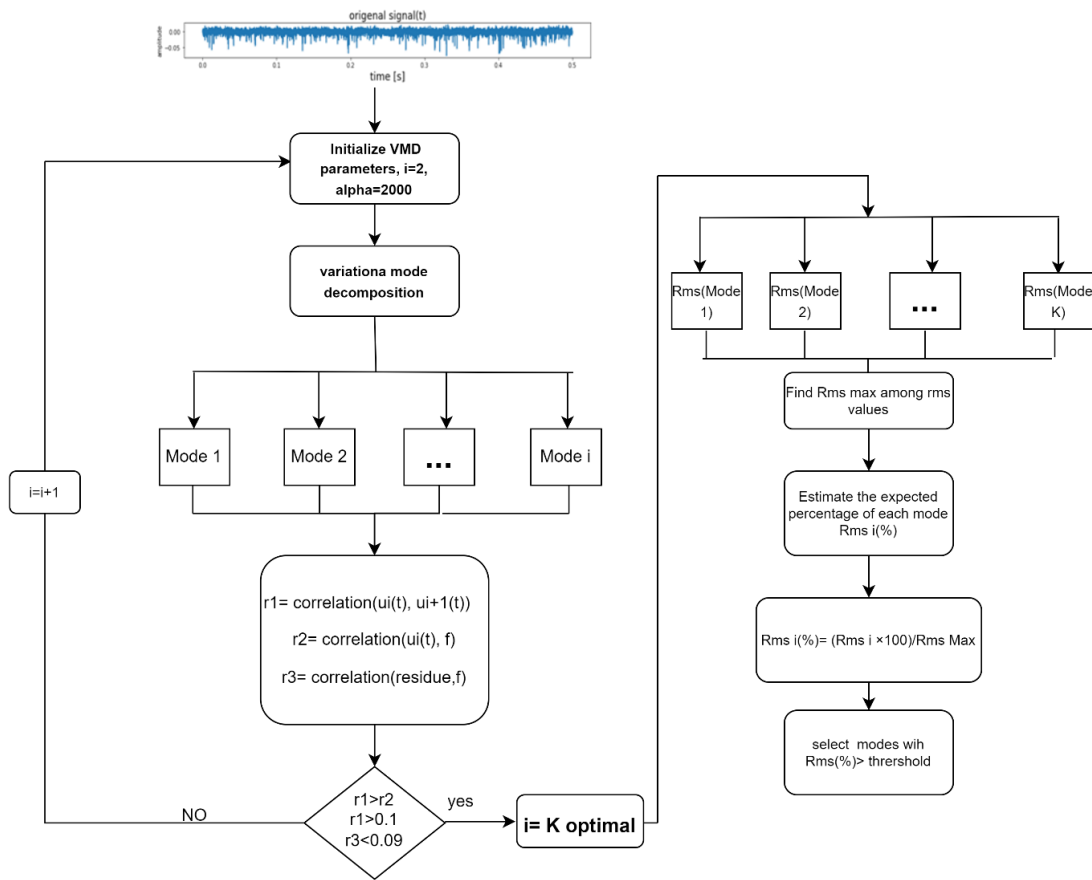 origenal signal(t)
amplitude
0.00
−0.05
0.0
0.1
0.2
0.3
0.4
0.5
time [s]
Initialize VMD
parameters, i=2,
alpha=2000
variationa mode
decomposition
Mode 1
Mode 2
...
Mode i
i=i+1
r1= correlation(ui(t), ui+1(t))
r2= correlation(ui(t), f)
r3= correlation(residue,f)
r1>r2
r1>0.1
r3<0.09
NO
yes
i= K optimal
Rms(Mode
1)
Rms(Mode
2)
...
Rms(Mode
K)
Find Rms max among rms
values
Estimate the expected
percentage of each mode
Rms i(%)
Rms i(%)= (Rms i ×100)/Rms Max
select modes wih
Rms(%)> thrershold